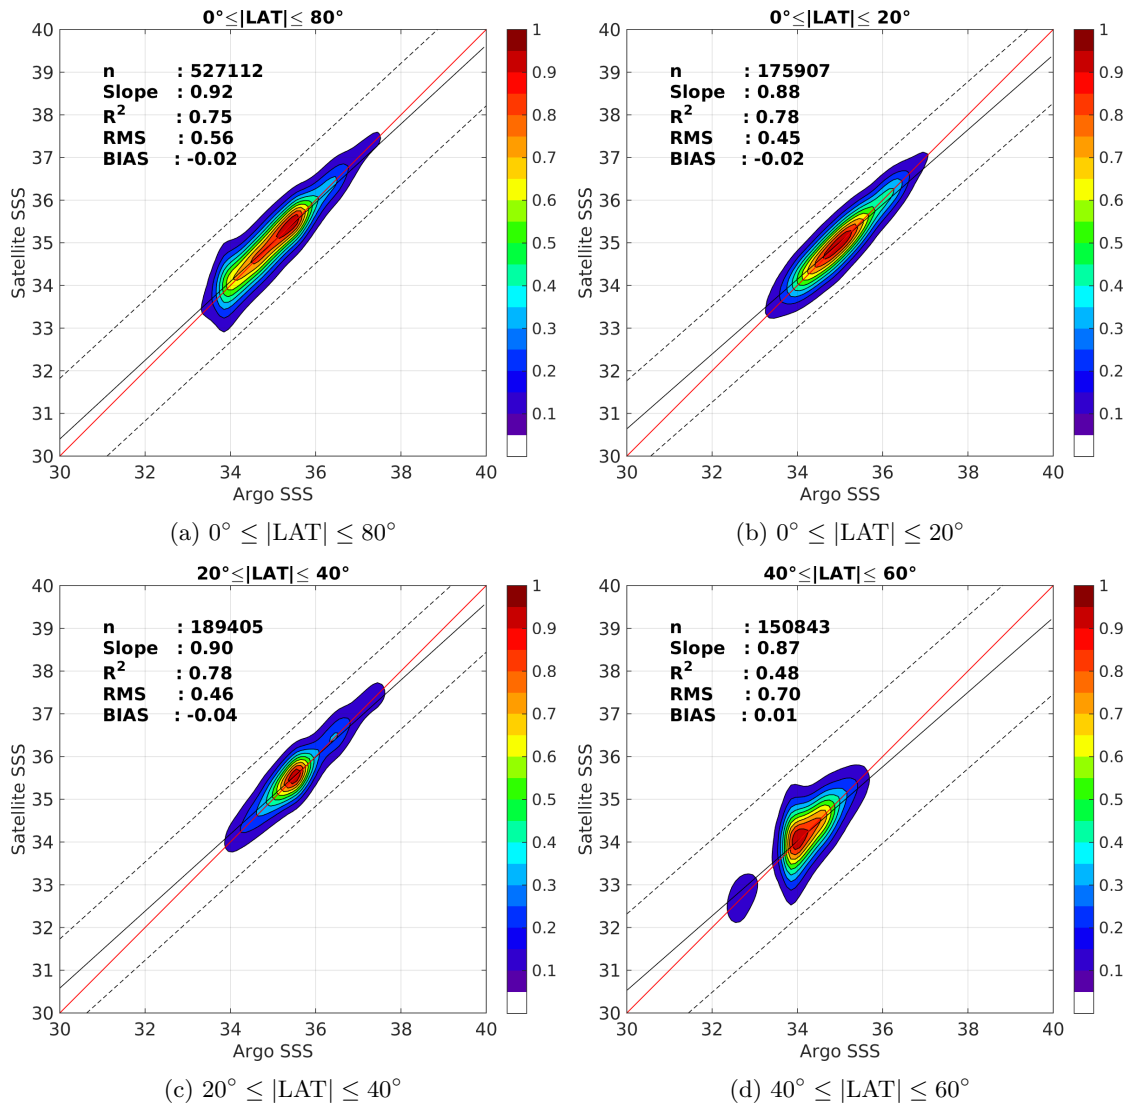 0°≤|LAT|≤ 80°
n : 527112
Slope : 0.92
R² : 0.75
RMS : 0.56
BIAS : -0.02
Satellite SSS
40
39
38
37
36
35
34
33
32
31
30
30 32 34 36 38 40
Argo SSS
1
0.9
0.8
0.7
0.6
0.5
0.4
0.3
0.2
0.1
(a) 0° ≤ |LAT| ≤ 80°
0°≤|LAT|≤ 20°
n : 175907
Slope : 0.88
R² : 0.78
RMS : 0.45
BIAS : -0.02
Satellite SSS
40
39
38
37
36
35
34
33
32
31
30
30 32 34 36 38 40
Argo SSS
1
0.9
0.8
0.7
0.6
0.5
0.4
0.3
0.2
0.1
(b) 0° ≤ |LAT| ≤ 20°
20°≤|LAT|≤ 40°
n : 189405
Slope : 0.90
R² : 0.78
RMS : 0.46
BIAS : -0.04
Satellite SSS
40
39
38
37
36
35
34
33
32
31
30
30 32 34 36 38 40
Argo SSS
1
0.9
0.8
0.7
0.6
0.5
0.4
0.3
0.2
0.1
(c) 20° ≤ |LAT| ≤ 40°
40°≤|LAT|≤ 60°
n : 150843
Slope : 0.87
R² : 0.48
RMS : 0.70
BIAS : 0.01
Satellite SSS
40
39
38
37
36
35
34
33
32
31
30
30 32 34 36 38 40
Argo SSS
1
0.9
0.8
0.7
0.6
0.5
0.4
0.3
0.2
0.1
(d) 40° ≤ |LAT| ≤ 60°